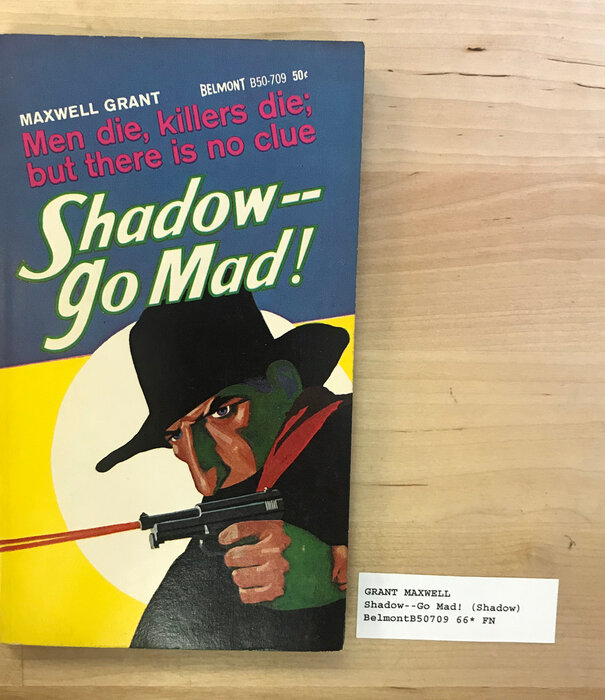 MAXWELL GRANT BELMONT B50-709 50¢
Men die, killers die;
but there is no clue
Shadow--
go Mad!
GRANT MAXWELL
Shadow--Go Mad! (Shadow)
BelmontB50709 66* FN